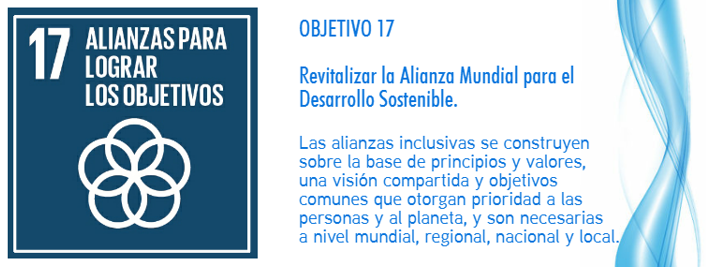 17 ALIANZAS PARA
LOGRAR
LOS OBJETIVOS
OBJETIVO 17
Revitalizar la Alianza Mundial para el
Desarrollo Sostenible.
Las alianzas inclusivas se construyen
sobre la base de principios y valores,
una visión compartida y objetivos
comunes que otorgan prioridad a las
personas y al planeta, y son necesarias
a nivel mundial, regional, nacional y local.